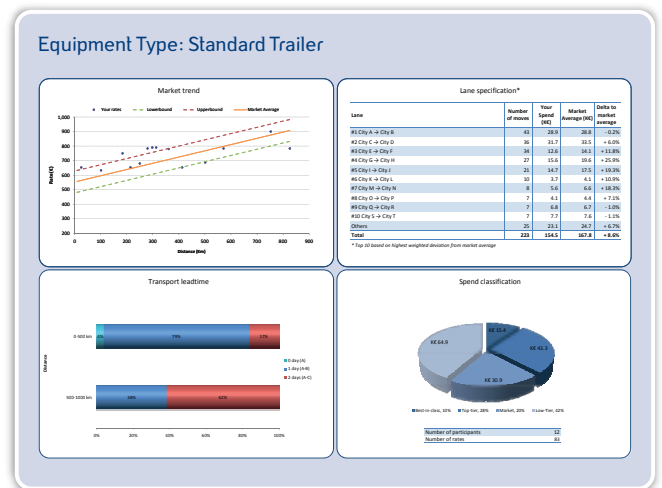 Equipment Type: Standard Trailer
Market trend
Your rates Lowerbound Upperbound Market Average
1,000
900
800
700
600
500
400
300
200
Rate(€)
0 100 200 300 400 500 600 700 800 900
Distance (Km)
Lane specification*
Lane Number of moves Your Spend (K€) Market Average (K€) Delta to market average
#1 City A → City B 43 28.9 28.8 - 0.2%
#2 City C → City D 36 31.7 33.5 + 6.0%
#3 City E → City F 34 12.6 14.1 + 11.8%
#4 City G → City H 27 15.6 19.6 + 25.9%
#5 City I → City J 21 14.7 17.5 + 19.3%
#6 City K → City L 10 3.7 4.1 + 10.9%
#7 City M → City N 8 5.6 6.6 + 18.3%
#8 City O → City P 7 4.1 4.4 + 7.1%
#9 City Q → City R 7 6.8 6.7 - 1.0%
#10 City S → City T 7 7.7 7.6 - 1.1%
Others 25 23.1 24.7 + 6.7%
Total 223 154.5 167.8 + 8.6%
* Top 10 based on highest weighted deviation from market average
Transport leadtime
Distance
0-500 km 4% 79% 17%
500-1000 km 62%
0 day (A)
1 day (A-B)
2 days (A-C)
0% 20% 40% 60% 80% 100%
Spend classification
K€ 15.4
K€ 43.3
K€ 30.9
K€ 64.9
Best-in-class, 10% Top-tier, 28% Market, 20% Low-Tier, 42%
Number of participants 12
Number of rates 83